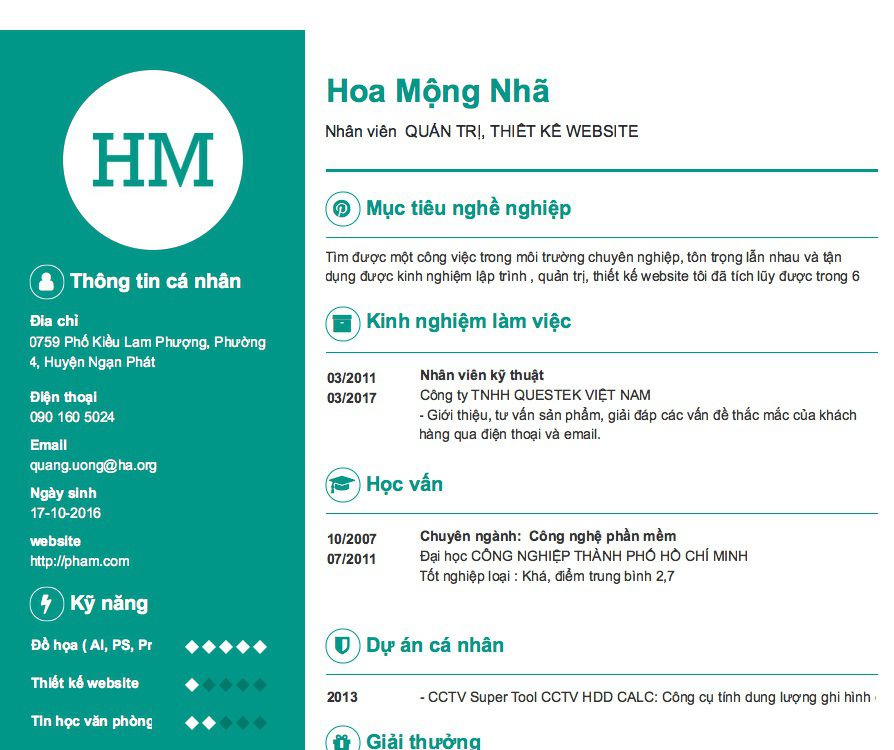 HM
Thông tin cá nhân
Địa chỉ
0759 Phố Kiều Lam Phượng, Phường
4, Huyện Ngạn Phát
Điện thoại
090 160 5024
Email
quang.uong@ha.org
Ngày sinh
17-10-2016
website
http://pham.com
Kỹ năng
Đồ họa ( AI, PS, Pr
Thiết kế website
Tin học văn phòng
Hoa Mộng Nhã
Nhân viên QUẢN TRỊ, THIẾT KẾ WEBSITE
Mục tiêu nghề nghiệp
Tìm được một công việc trong môi trường chuyên nghiệp, tôn trọng lẫn nhau và tận
dụng được kinh nghiệm lập trình , quản trị, thiết kế website tôi đã tích lũy được trong 6
Kinh nghiệm làm việc
03/2011
03/2017
Nhân viên kỹ thuật
Công ty TNHH QUESTEK VIỆT NAM
- Giới thiệu, tư vấn sản phẩm, giải đáp các vấn đề thắc mắc của khách
hàng qua điện thoại và email.
Học vấn
10/2007
07/2011
Chuyên ngành: Công nghệ phần mềm
Đại học CÔNG NGHIỆP THÀNH PHỐ HỒ CHÍ MINH
Tốt nghiệp loại : Khá, điểm trung bình 2,7
Dự án cá nhân
2013
- CCTV Super Tool CCTV HDD CALC: Công cụ tính dung lượng ghi hình
Giải thưởng